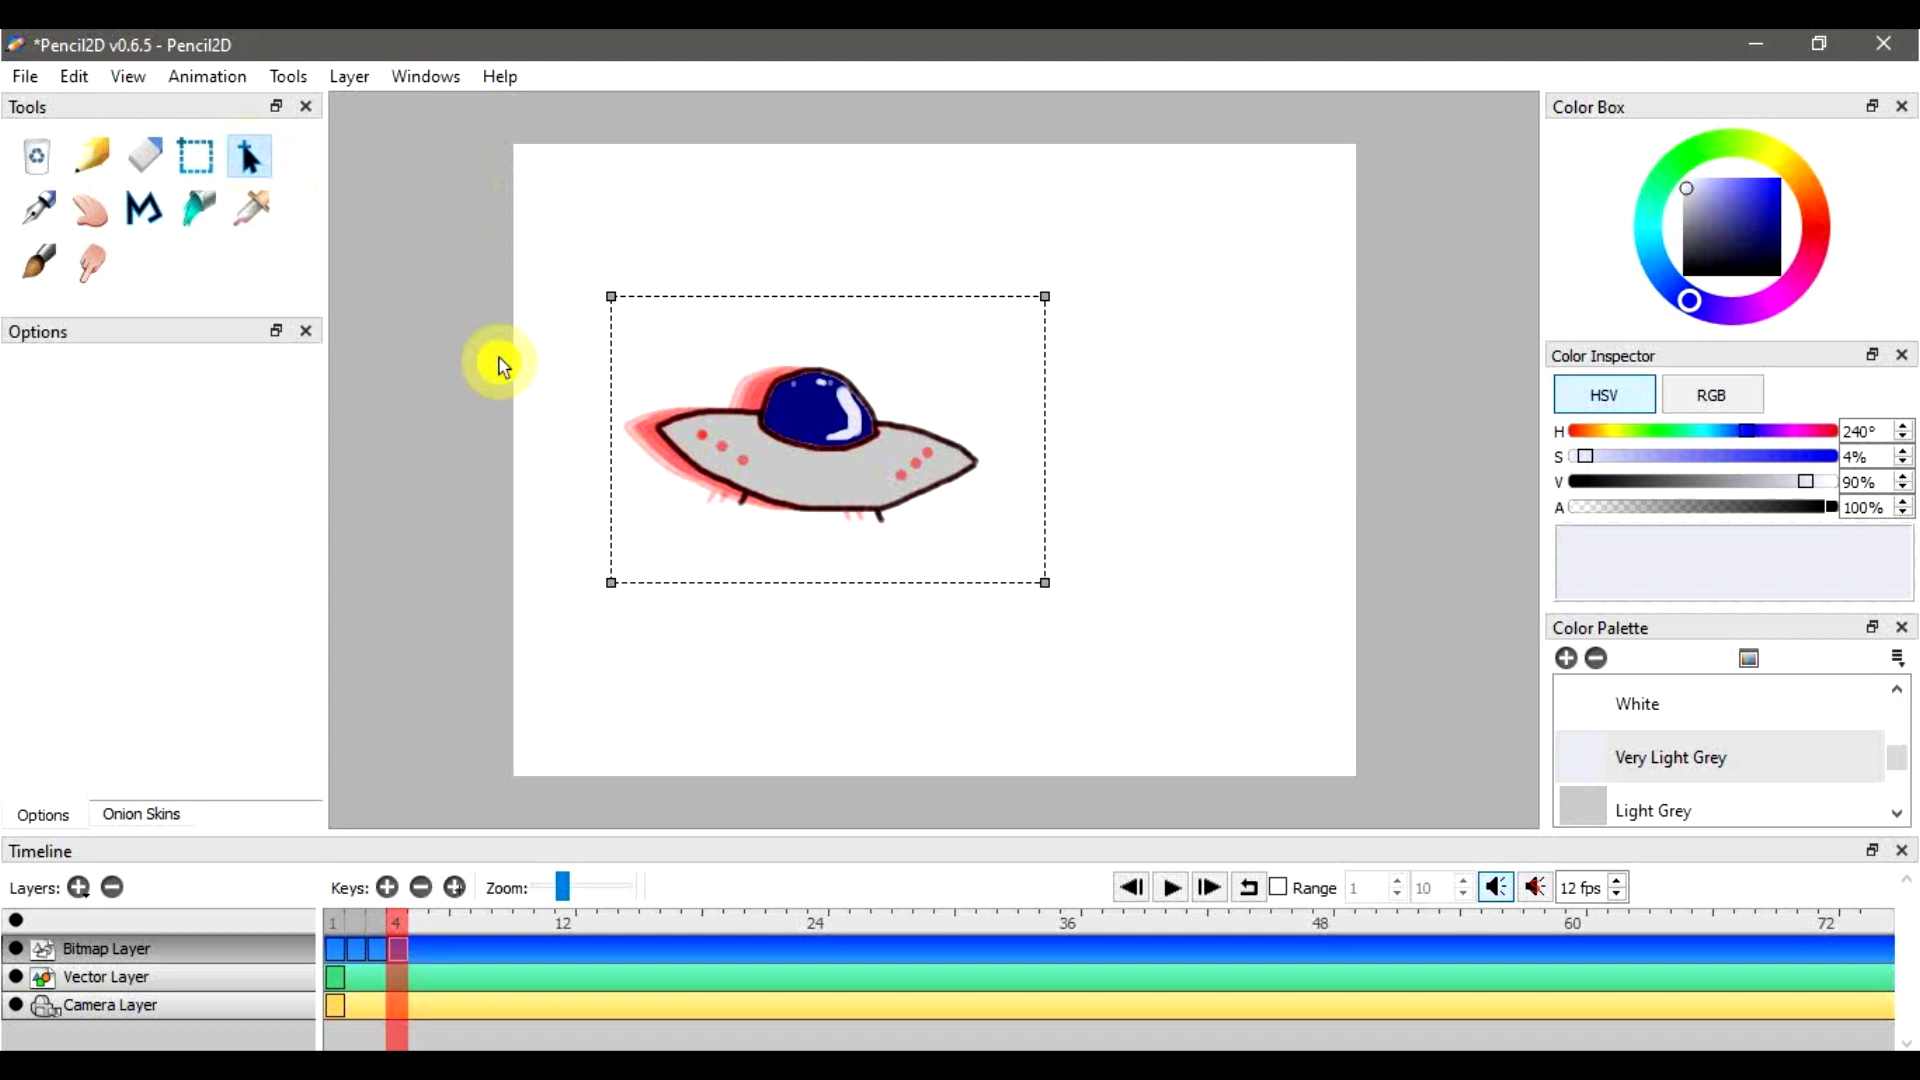 *Pencil2D v0.6.5 - Pencil2D
File Edit View Animation Tools Layer Windows Help
Tools
Options
Options Onion Skins
Color Box
Color Inspector
HSV RGB
H 240°
S 4%
V 90%
A 100%
Color Palette
White
Very Light Grey
Light Grey
Timeline
Layers: Keys: Zoom: Range 1 10 12 fps
1 4 12 24 36 48 60 72
Bitmap Layer
Vector Layer
Camera Layer